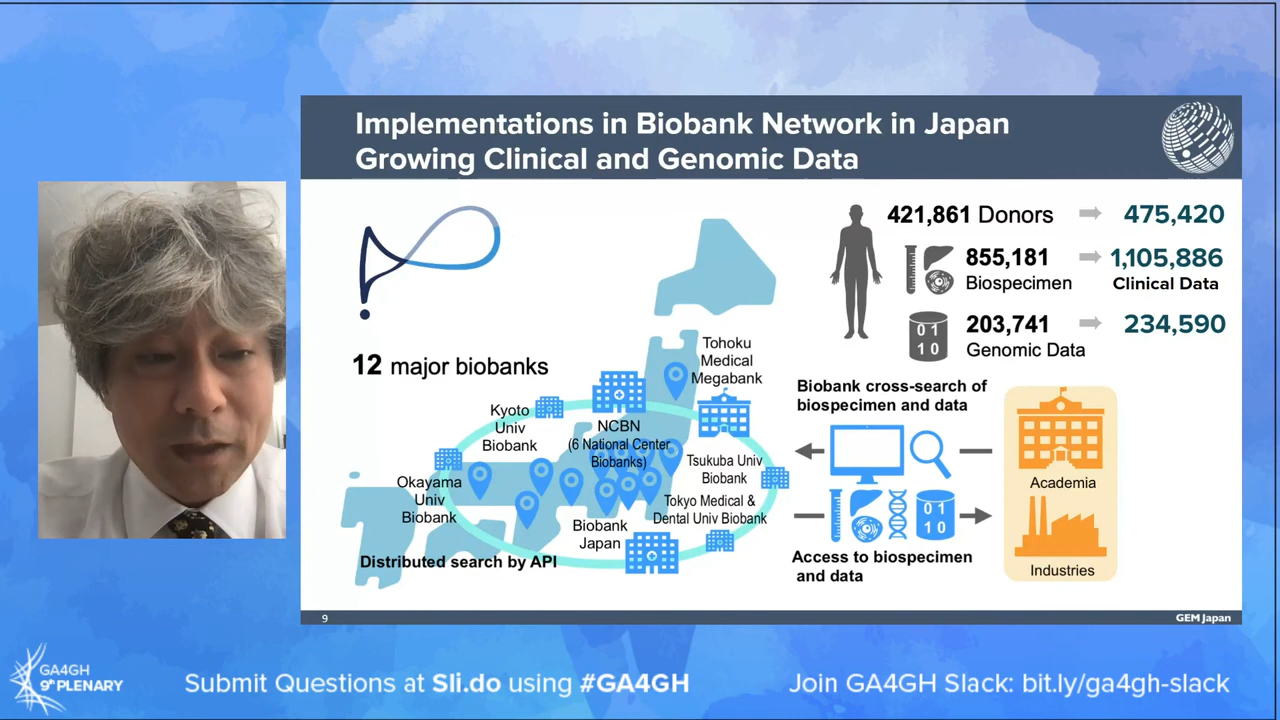 Implementations in Biobank Network in Japan
Growing Clinical and Genomic Data
421,861 Donors
475,420
855,181
Biospecimen
1,105,886
Clinical Data
01
10
203,741
Genomic Data
234,590
12 major biobanks
Tohoku
Medical
Megabank
Kyoto
Univ
Biobank
NCBN
(6 National Center
Biobanks)
Tsukuba Univ
Biobank
Okayama
Univ
Biobank
Tokyo Medical &
Dental Univ Biobank
Biobank
Japan
Distributed search by API
Biobank cross-search of
biospecimen and data
01
10
Access to biospecimen
and data
Academia
Industries
9
GEM Japan
GA4GH
9th PLENARY
Submit Questions at Sli.do using #GA4GH
Join GA4GH Slack: bit.ly/ga4gh-slack